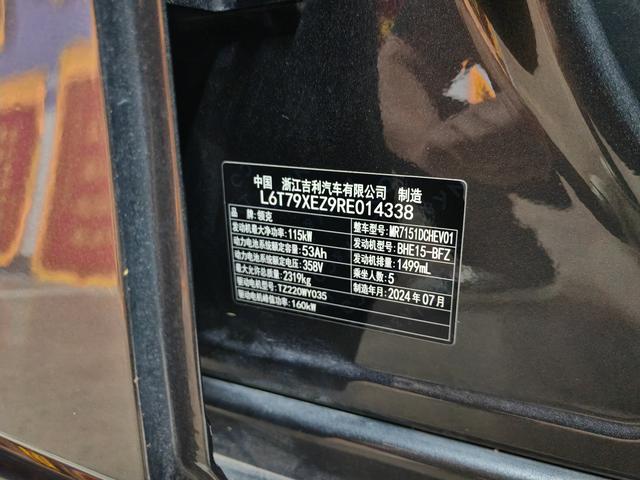 中国 浙江吉利汽车有限公司 制造
L6T79XEZ9RE014338
品 牌: 领克
发动机最大净功率: 115kW 整车型号: MR7151DCHEV01
动力电池系统额定容量: 53Ah 发动机型号: BHE15-BFZ
动力电池系统额定电压: 358V 发动机排量: 1499mL
最大允许总质量: 2319kg 乘坐人数: 5
驱动电机型号: TZ220WY035 制造年月: 2024年07月
驱动电机峰值功率: 160kW